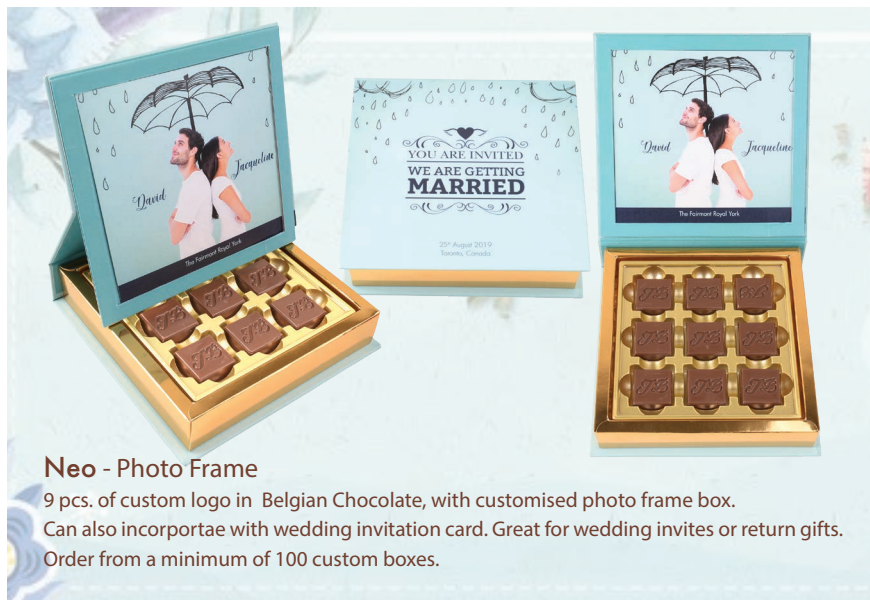 David
Jacqueline
The Fairmont Royal York
YOU ARE INVITED
WE ARE GETTING
MARRIED
25th August 2019
Toronto, Canada
David
Jacqueline
The Fairmont Royal York
Neo - Photo Frame
9 pcs. of custom logo in Belgian Chocolate, with customised photo frame box.
Can also incorportae with wedding invitation card. Great for wedding invites or return gifts.
Order from a minimum of 100 custom boxes.